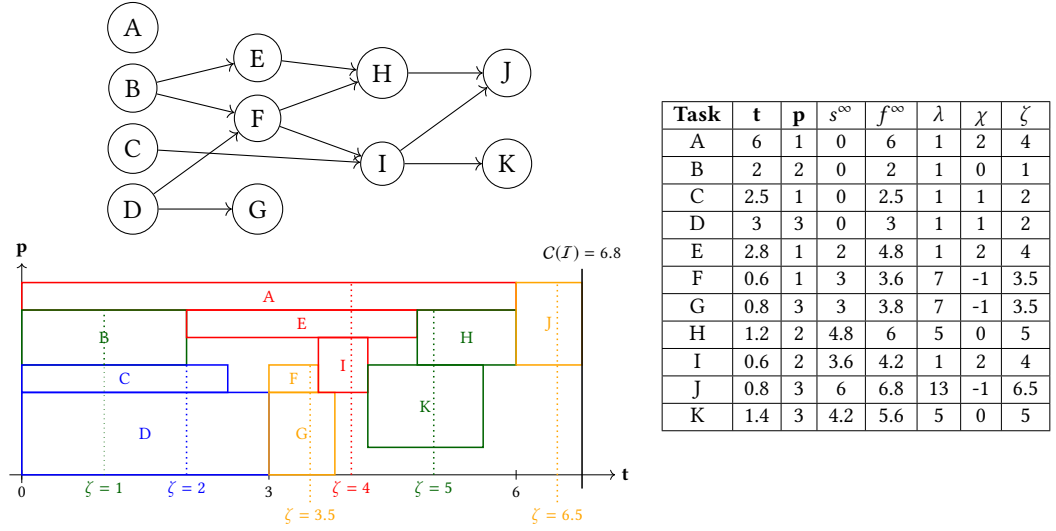 A
B
C
D
E
F
G
H
I
J
K
p
C(I) = 6.8
A
B
E
H
J
C
F
I
D
G
K
0
3
6
t
ζ = 1
ζ = 2
ζ = 4
ζ = 5
ζ = 3.5
ζ = 6.5
Task t p s∞ f∞ λ χ ζ
A 6 1 0 6 1 2 4
B 2 2 0 2 1 0 1
C 2.5 1 0 2.5 1 1 2
D 3 3 0 3 1 1 2
E 2.8 1 2 4.8 1 2 4
F 0.6 1 3 3.6 7 -1 3.5
G 0.8 3 3 3.8 7 -1 3.5
H 1.2 2 4.8 6 5 0 5
I 0.6 2 3.6 4.2 1 2 4
J 0.8 3 6 6.8 13 -1 6.5
K 1.4 3 4.2 5.6 5 0 5